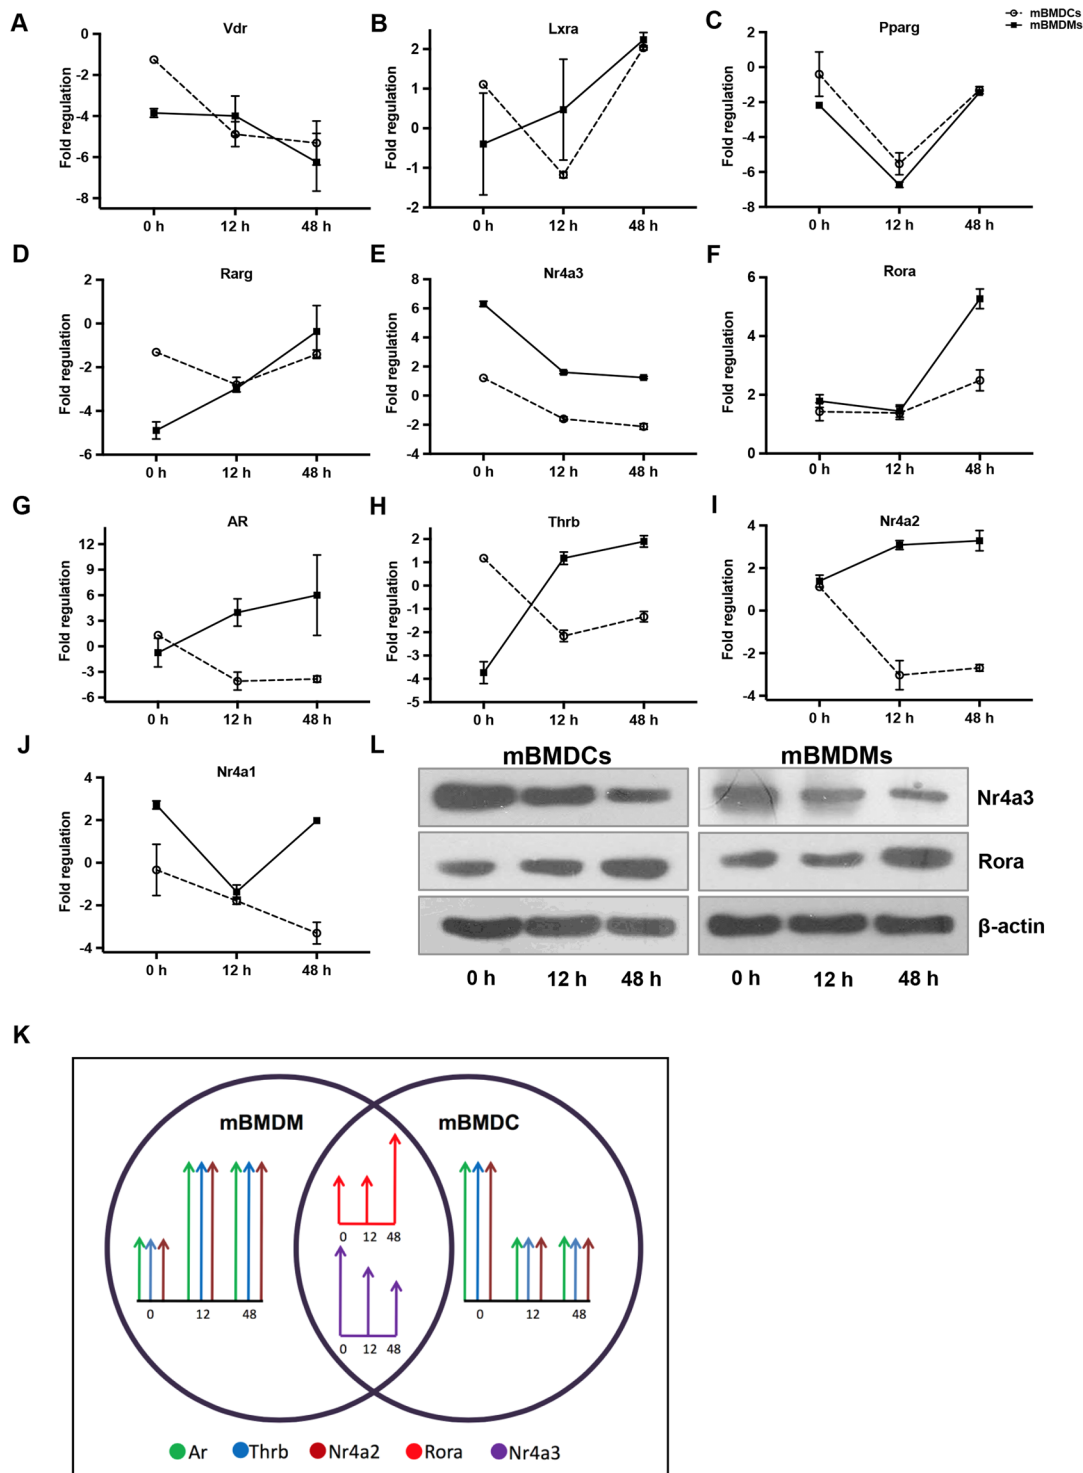 A
Vdr
Fold regulation
0
-2
-4
-6
-8
0 h 12 h 48 h
B
Lxra
Fold regulation
2
1
0
-1
-2
0 h 12 h 48 h
C
Pparg
mBMDCs
mBMDMs
Fold regulation
2
0
-2
-4
-6
-8
0 h 12 h 48 h
D
Rarg
Fold regulation
2
0
-2
-4
-6
0 h 12 h 48 h
E
Nr4a3
Fold regulation
8
6
4
2
0
-2
-4
0 h 12 h 48 h
F
Rora
Fold regulation
6
4
2
0
0 h 12 h 48 h
G
AR
Fold regulation
12
9
6
3
0
-3
-6
0 h 12 h 48 h
H
Thrb
Fold regulation
2
1
0
-1
-2
-3
-4
-5
0 h 12 h 48 h
I
Nr4a2
Fold regulation
4
2
0
-2
-4
0 h 12 h 48 h
J
Nr4a1
Fold regulation
4
2
0
-2
-4
0 h 12 h 48 h
L
mBMDCs mBMDMs
Nr4a3
Rora
β-actin
0 h 12 h 48 h 0 h 12 h 48 h
K
mBMDM mBMDC
0 12 48
0 12 48
0 12 48
0 12 48
Ar Thrb Nr4a2 Rora Nr4a3